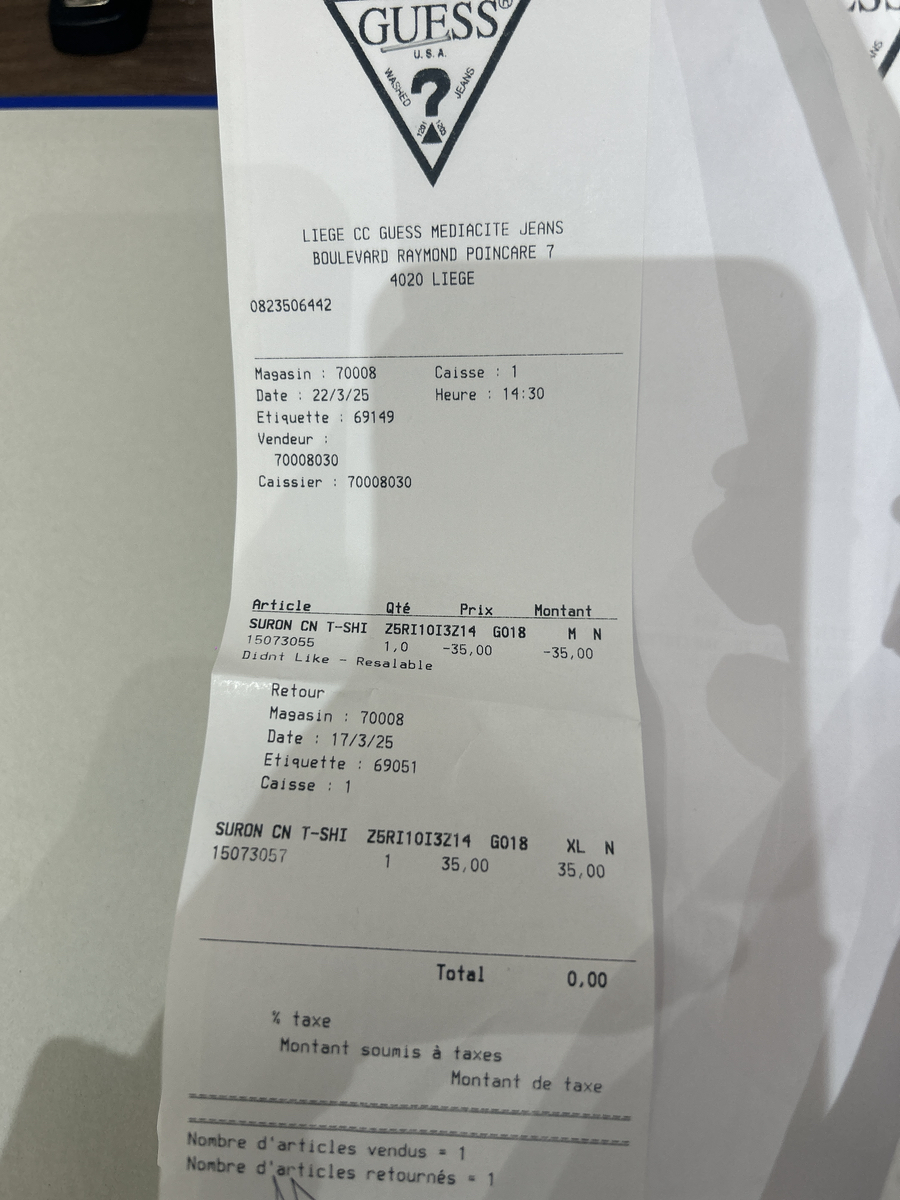 GUESS®
U.S.A.
WASHED ? JEANS
LIEGE CC GUESS MEDIACITE JEANS
BOULEVARD RAYMOND POINCARE 7
4020 LIEGE
0823506442
Magasin : 70008 Caisse : 1
Date : 22/3/25 Heure : 14:30
Etiquette : 69149
Vendeur :
70008030
Caissier : 70008030
Article Qté Prix Montant
SURON CN T-SHI Z5RI10I3Z14 G018 M N
15073055 1,0 -35,00 -35,00
Didnt Like - Resalable
Retour
Magasin : 70008
Date : 17/3/25
Etiquette : 69051
Caisse : 1
SURON CN T-SHI Z5RI10I3Z14 G018 XL N
15073057 1 35,00 35,00
Total 0,00
% taxe
Montant soumis à taxes
Montant de taxe
Nombre d'articles vendus = 1
Nombre d'articles retournés = 1